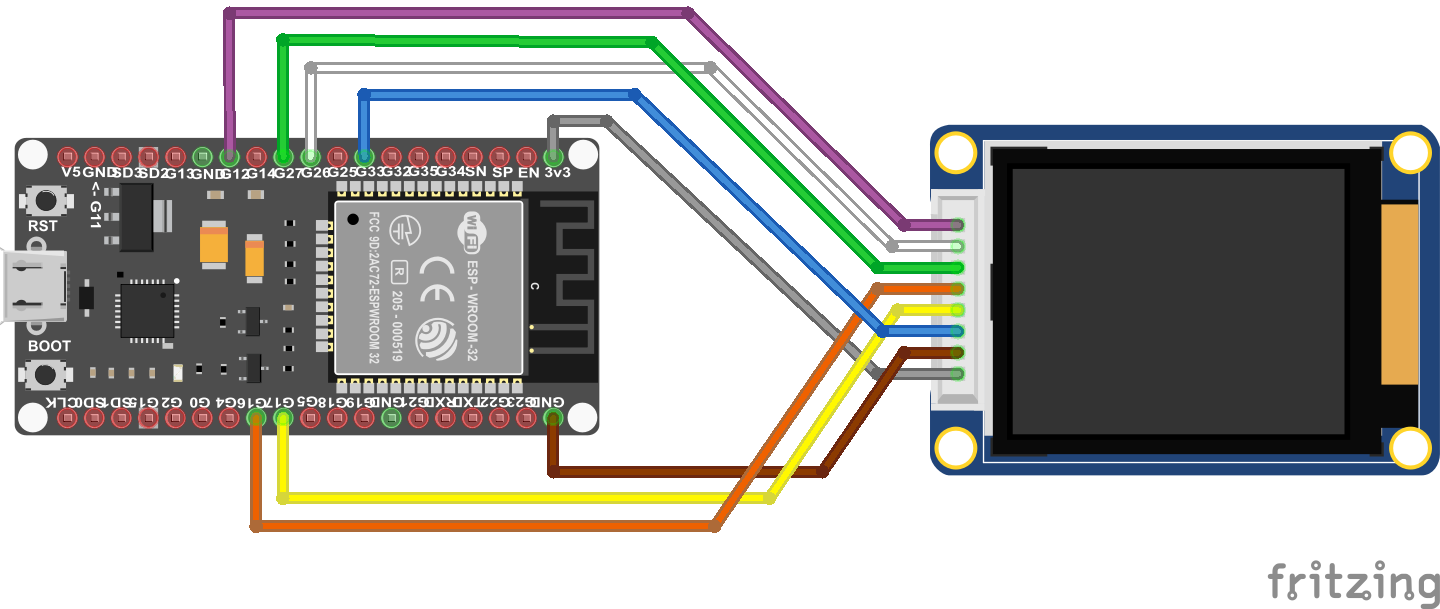 V5 GND SD3 SD2 G13 GND G12 G14 G27 G26 G25 G33 G32 G35 G34 SN SP EN 3v3
<-G11
RST
BOOT
FCC 9D:2AC72-ESPWROOM 32
R
205 - 000519
CE
WiFi
ESP - WROOM -32
C
CLK SD0 SD1 G15 G2 G0 G4 G16 G17 G5 G18 G19 GND G21 RXD TXD G22 G23 GND
fritzing